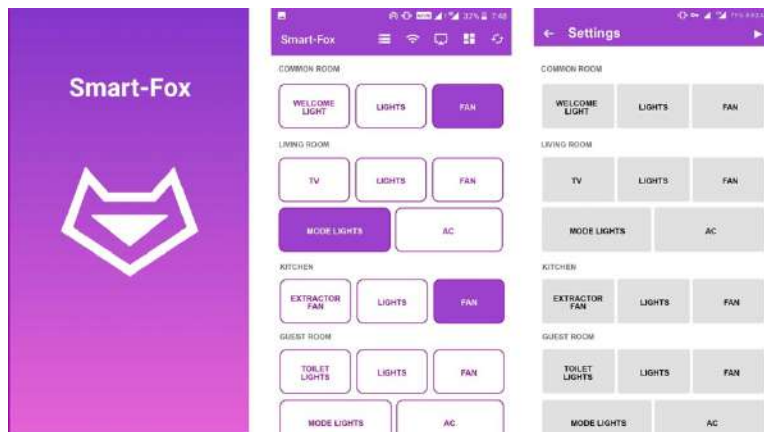 Smart-Fox
32% 7:48
Smart-Fox
COMMON ROOM
WELCOME
LIGHT
LIGHTS
FAN
LIVING ROOM
TV
LIGHTS
FAN
MODE LIGHTS
AC
KITCHEN
EXTRACTOR
FAN
LIGHTS
FAN
GUEST ROOM
TOILET
LIGHTS
LIGHTS
FAN
MODE LIGHTS
AC
Settings
COMMON ROOM
WELCOME
LIGHT
LIGHTS
FAN
LIVING ROOM
TV
LIGHTS
FAN
MODE LIGHTS
AC
KITCHEN
EXTRACTOR
FAN
LIGHTS
FAN
GUEST ROOM
TOILET
LIGHTS
LIGHTS
FAN
MODE LIGHTS
AC